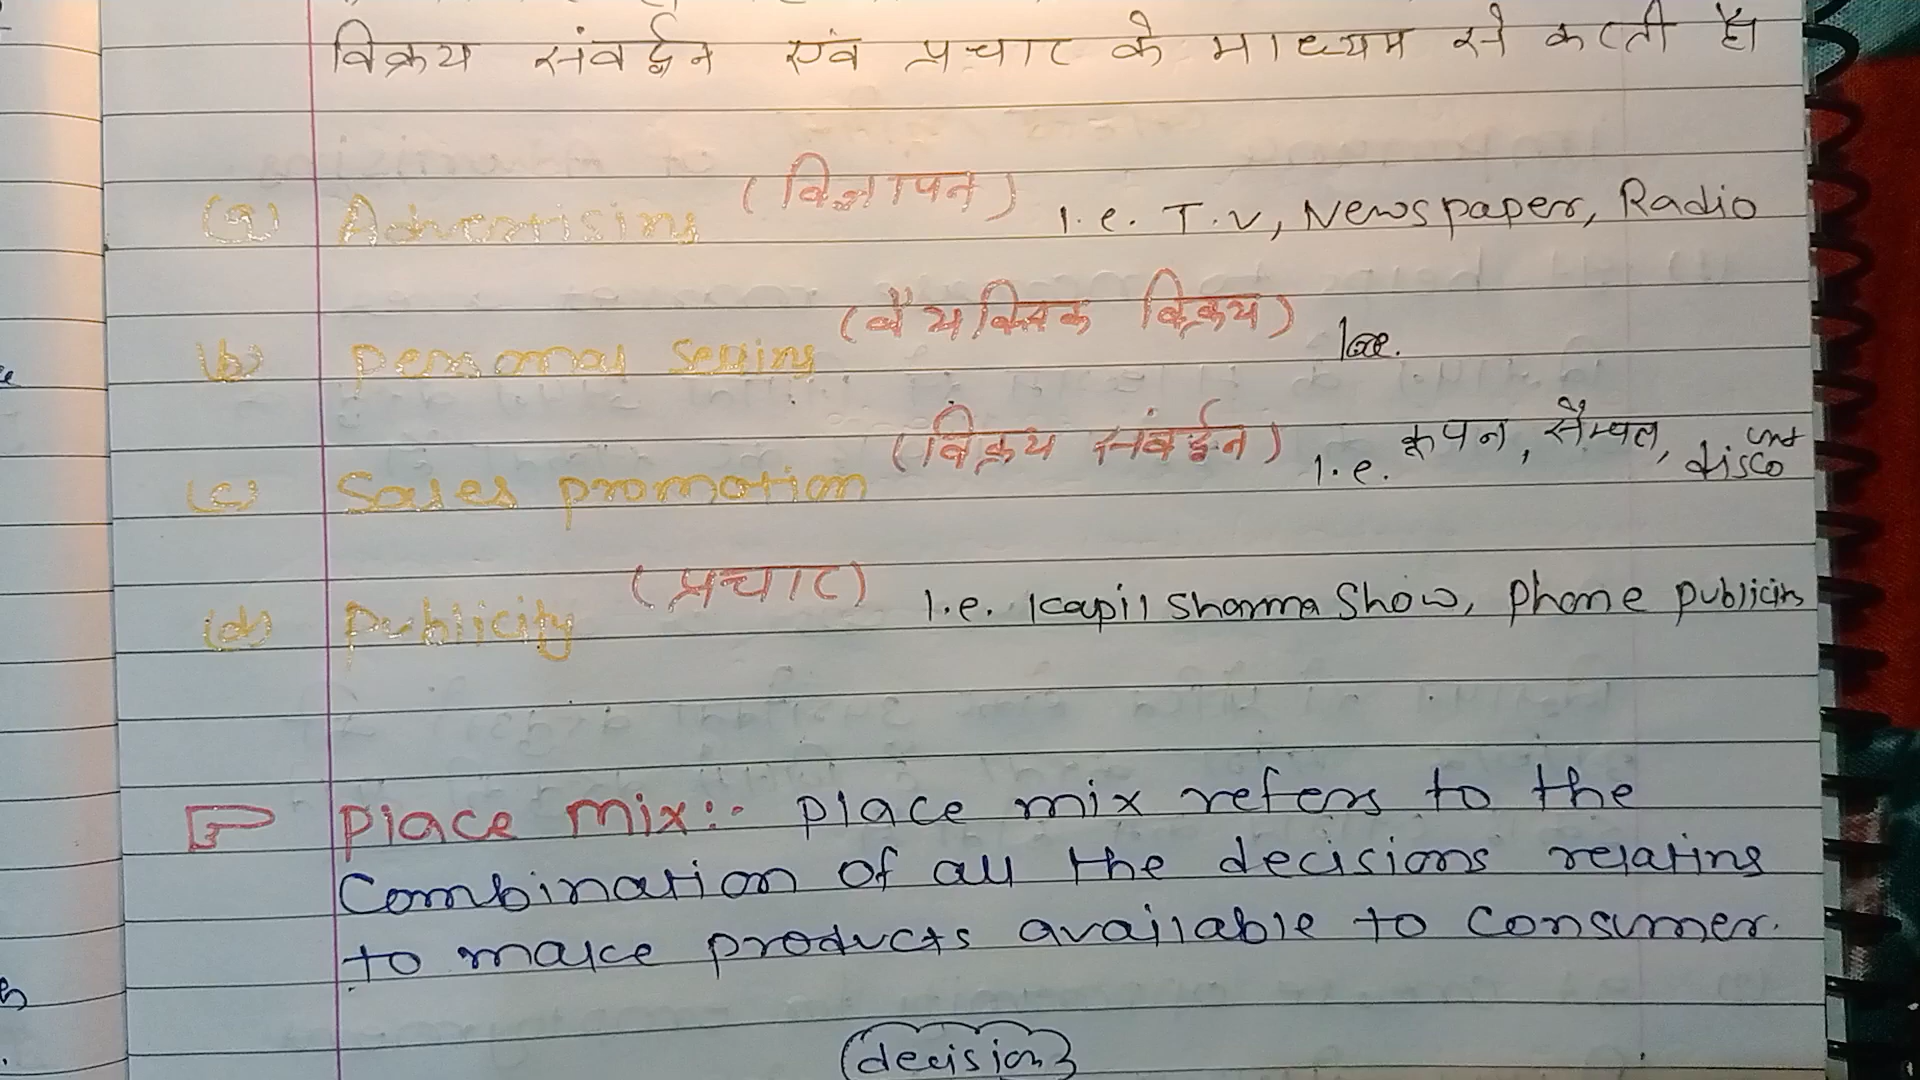 विक्रय संवर्द्धन एवं प्रचार के माध्यम से करती है
(a) Advertising (विज्ञापन) i.e. T.V, Newspaper, Radio
(b) personal selling (वैयक्तिक विक्रय)
(c) Sales promotion (विक्रय संवर्द्धन) i.e. कूपन, सैम्पल, discount
(d) publicity (प्रचार) i.e. Kapil Sharma Show, Phone publicity
place mix:- place mix refers to the
Combination of all the decisions relating
to make products available to Consumer.
decision